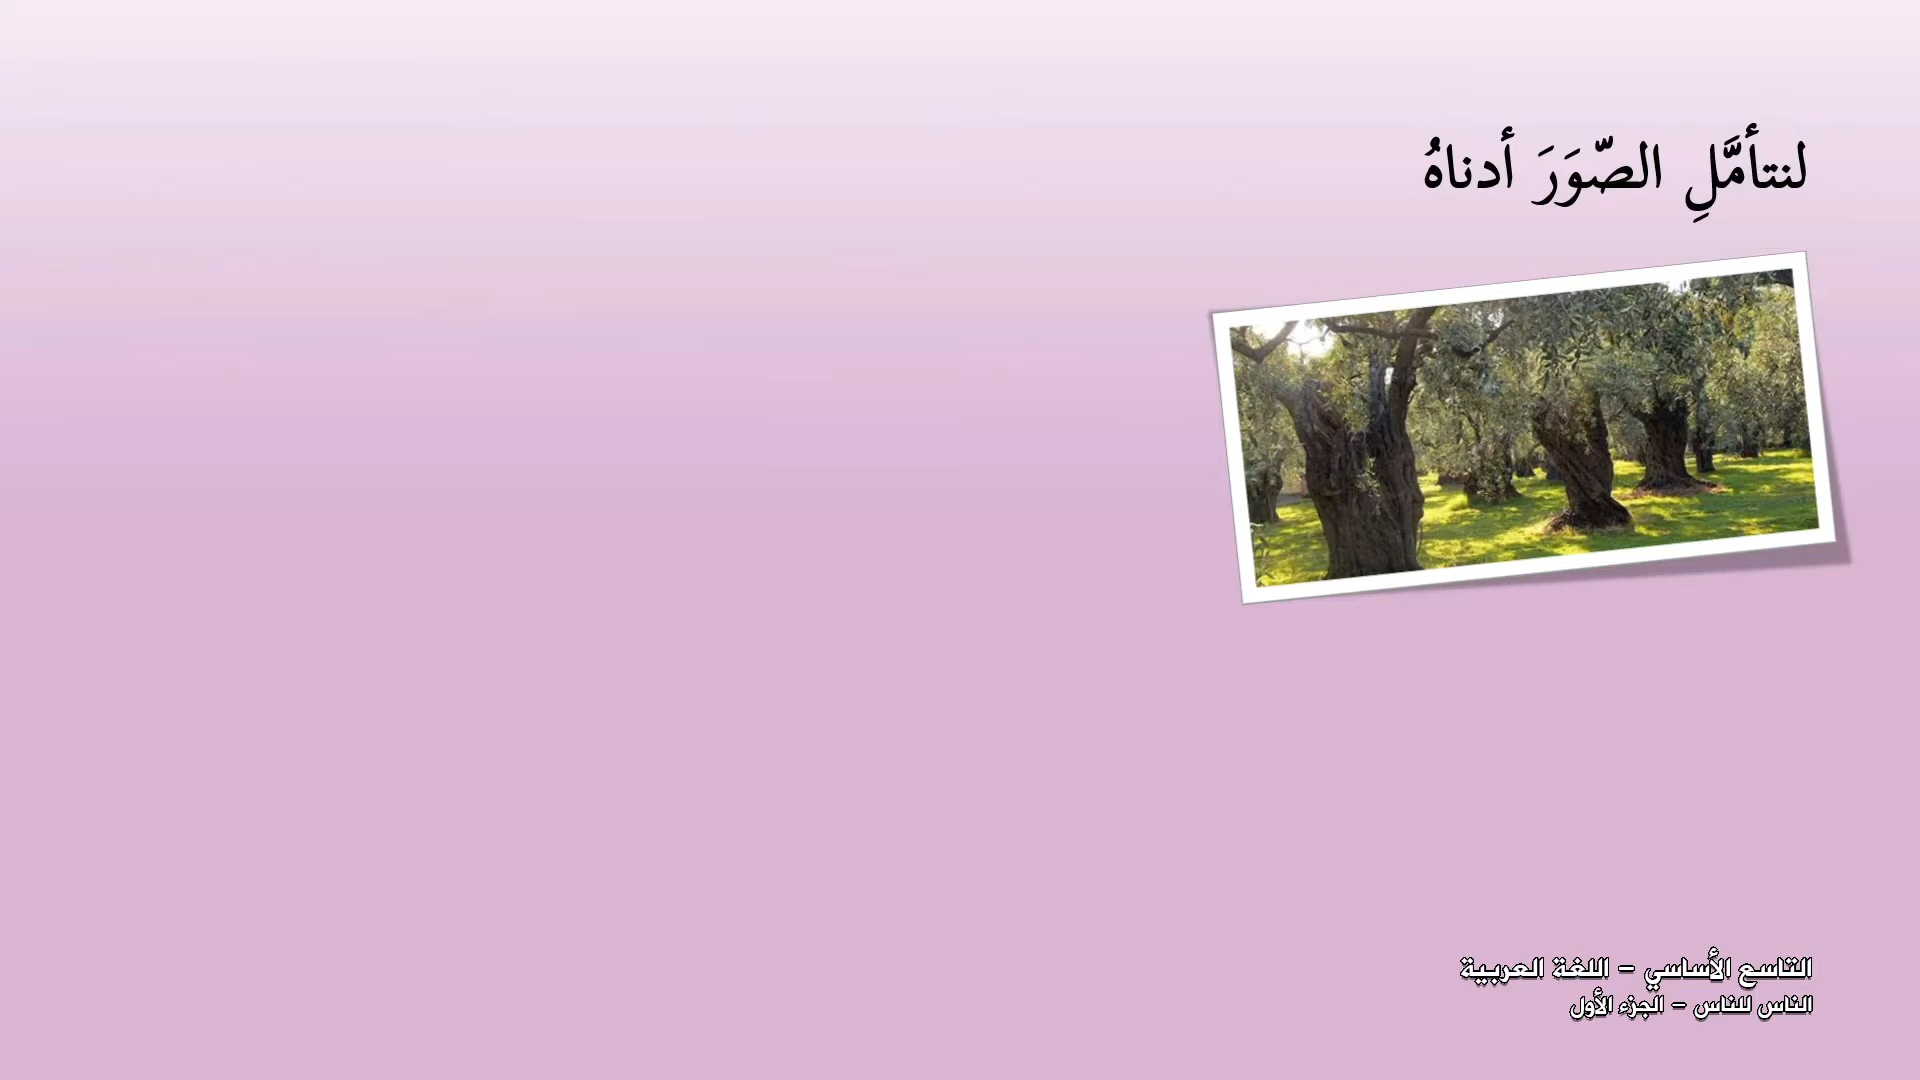 لنتأمَّلِ الصّوَرَ أدناهُ
التاسع الأساسي – اللغة العربية
الناس للناس – الجزء الأول